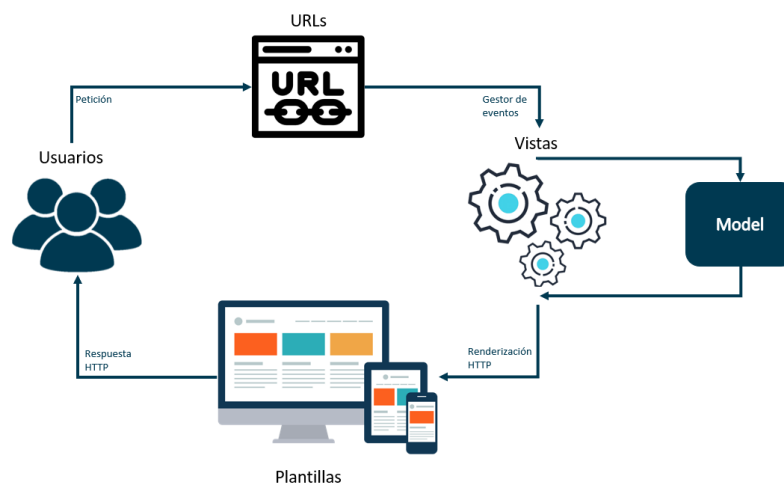 URLs
URL
Petición
Gestor de
eventos
Usuarios
Vistas
Model
Respuesta
HTTP
Renderización
HTTP
Plantillas